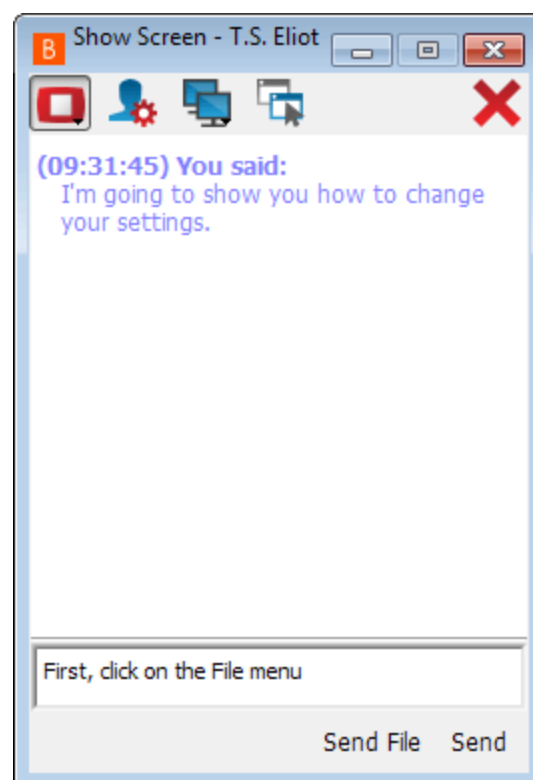 B Show Screen - T.S. Eliot
(09:31:45) You said:
I'm going to show you how to change
your settings.
First, click on the File menu
Send File Send